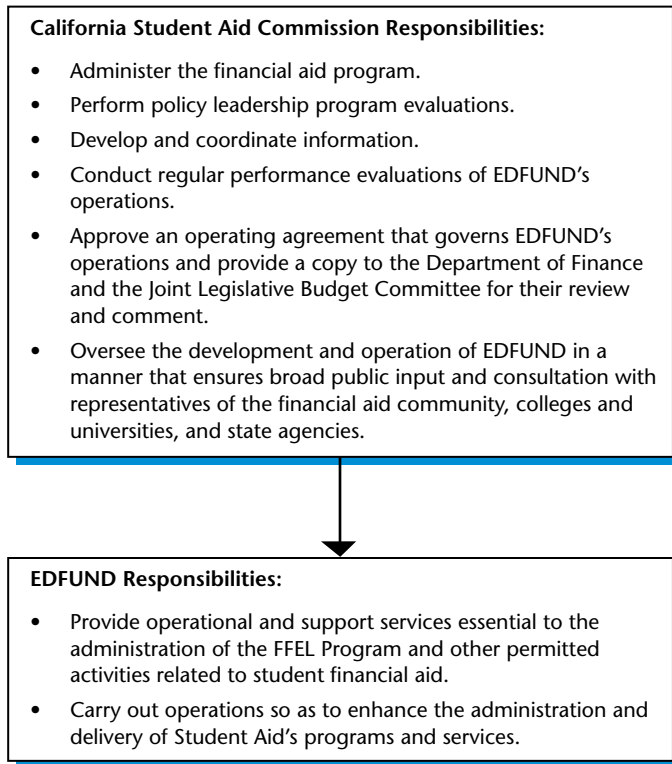 California Student Aid Commission Responsibilities:
• Administer the financial aid program.
• Perform policy leadership program evaluations.
• Develop and coordinate information.
• Conduct regular performance evaluations of EDFUND’s
operations.
• Approve an operating agreement that governs EDFUND’s
operations and provide a copy to the Department of Finance
and the Joint Legislative Budget Committee for their review
and comment.
• Oversee the development and operation of EDFUND in a
manner that ensures broad public input and consultation with
representatives of the financial aid community, colleges and
universities, and state agencies.
EDFUND Responsibilities:
• Provide operational and support services essential to the
administration of the FFEL Program and other permitted
activities related to student financial aid.
• Carry out operations so as to enhance the administration and
delivery of Student Aid’s programs and services.